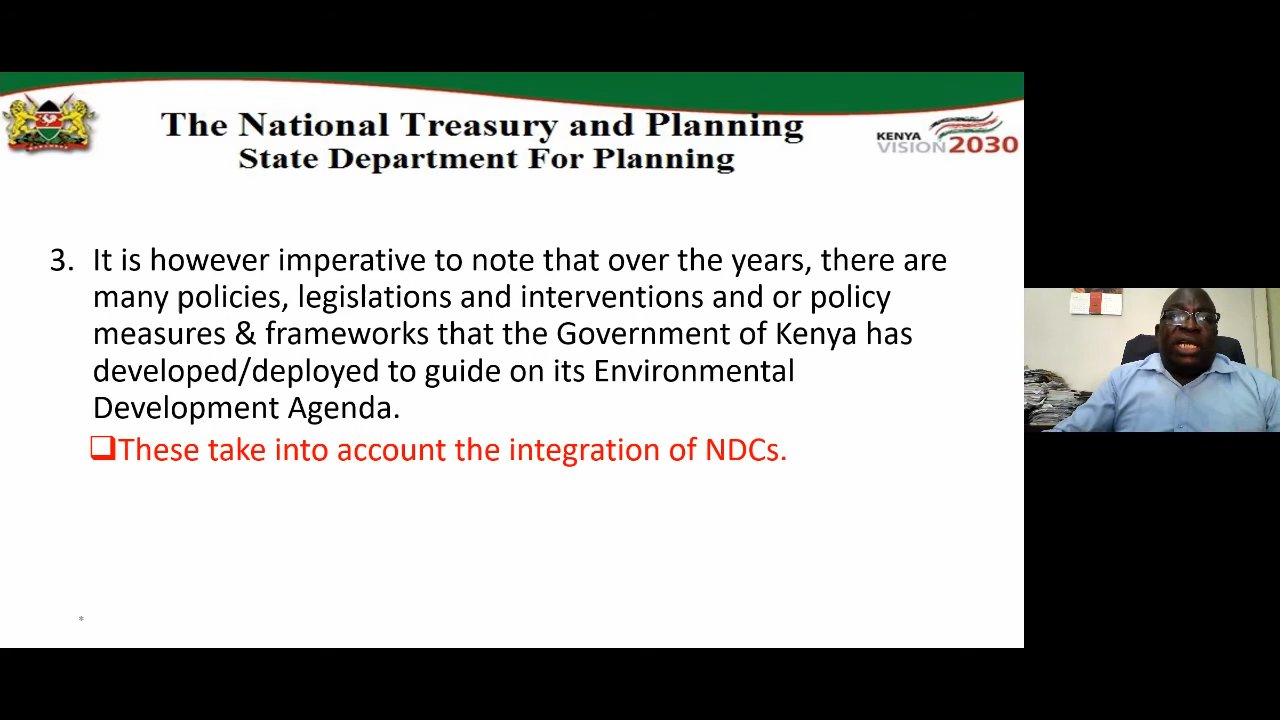 The National Treasury and Planning
State Department For Planning
KENYA
VISION 2030
3. It is however imperative to note that over the years, there are
many policies, legislations and interventions and or policy
measures & frameworks that the Government of Kenya has
developed/deployed to guide on its Environmental
Development Agenda.
❑These take into account the integration of NDCs.
*